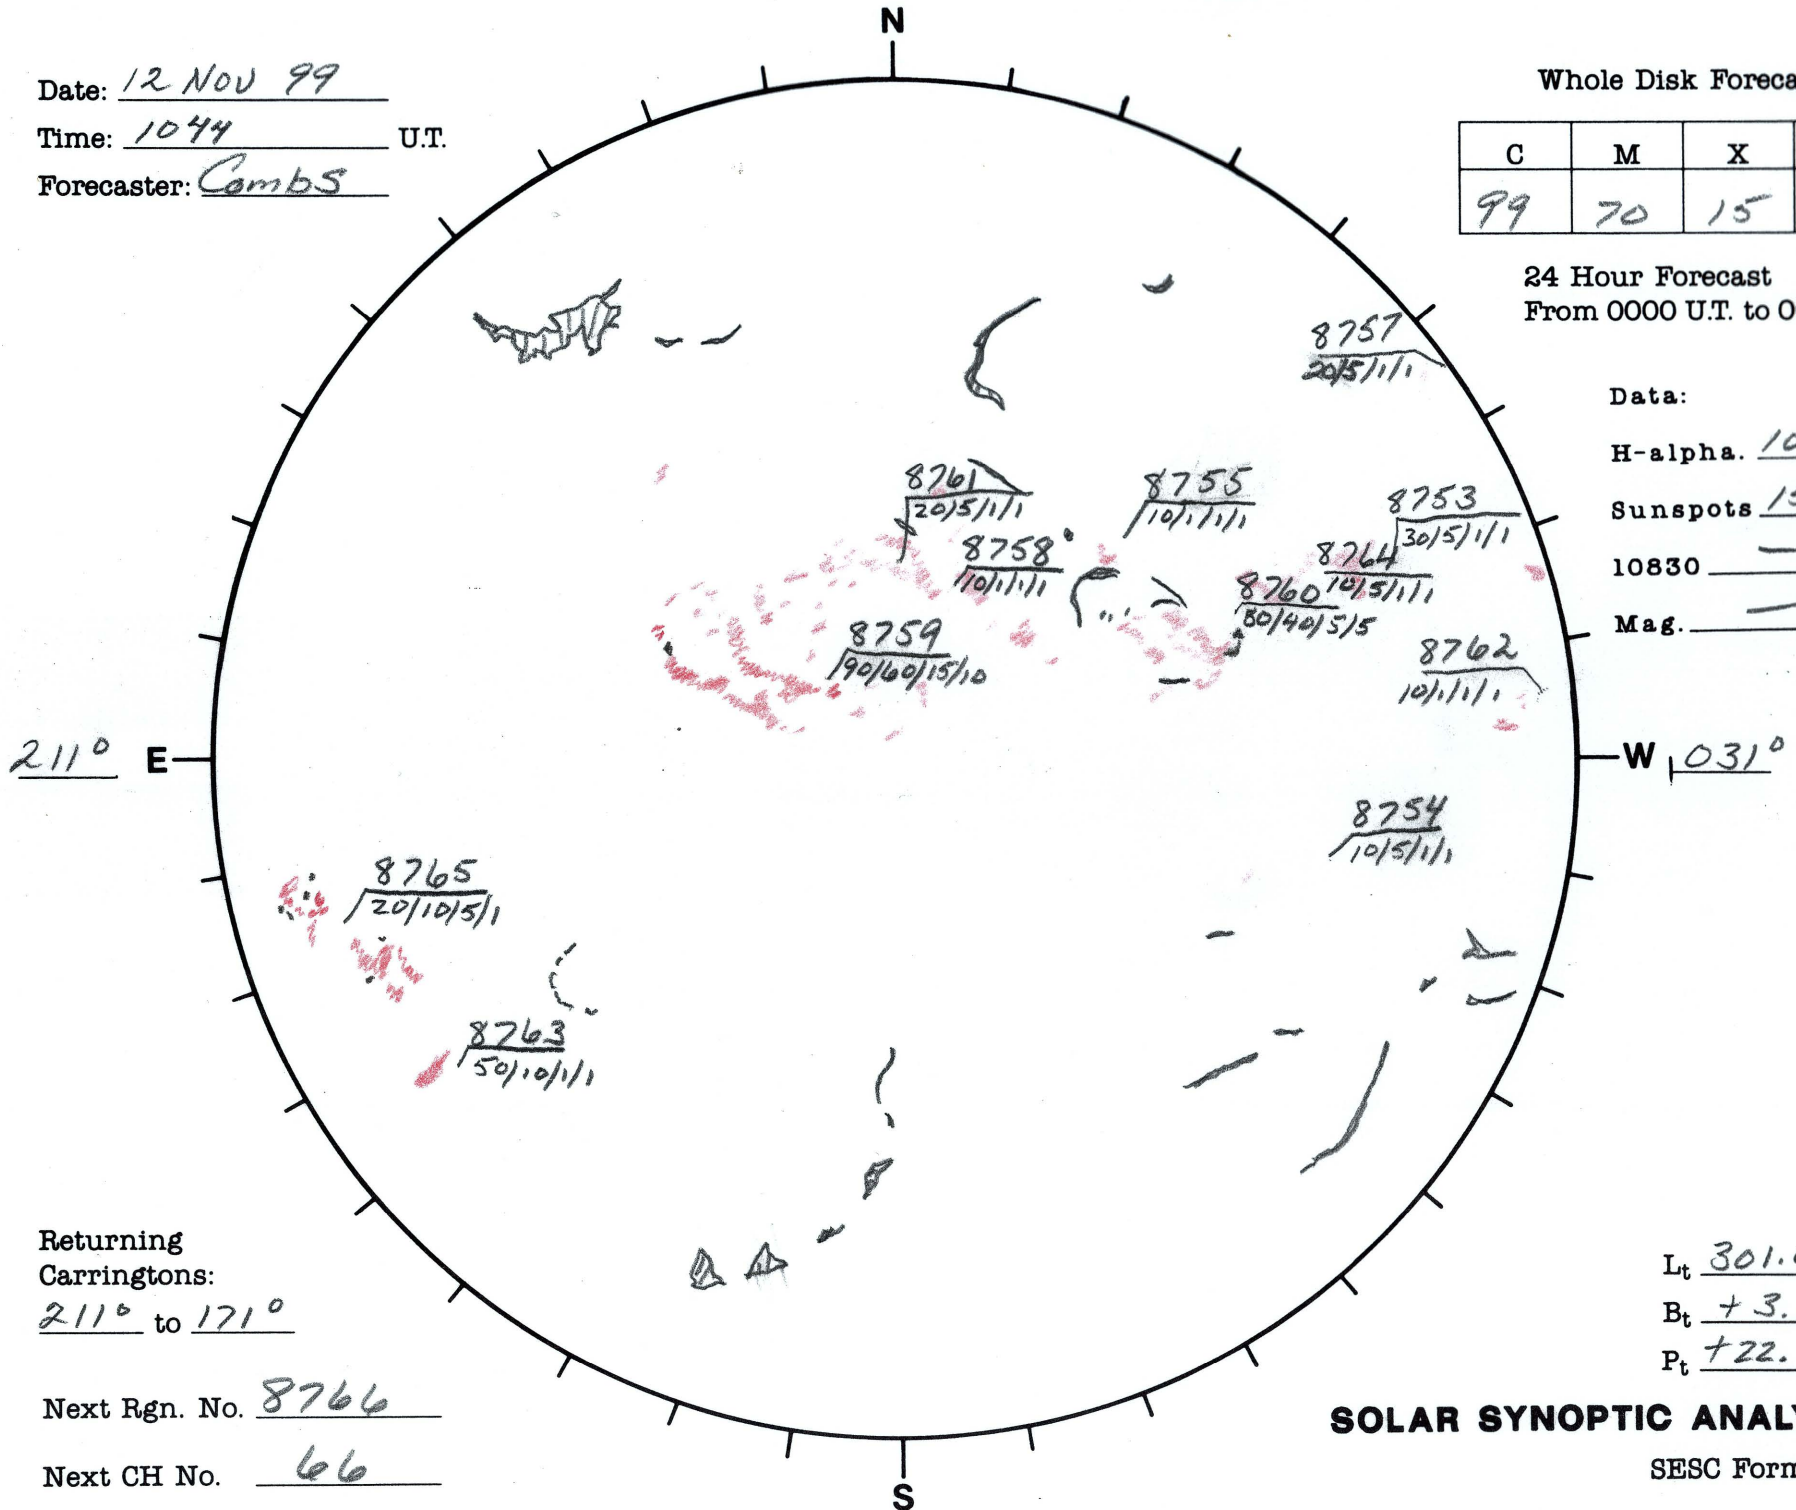 N
Date: 12 NOV 99
Time: 1044 U.T.
Forecaster: Combs
Whole Disk Foreca
C M X
99 70 15
24 Hour Forecast
From 0000 U.T. to 0
8757
20/5/1/1
Data:
H-alpha. 10
Sunspots
10830 —
Mag. —
8761
20/5/1/1
8755
10/1/1/1
8753
30/5/1/1
8758
10/1/1/1
8764
10/5/1/1
8760
80/40/5/5
8759
90/60/15/10
8762
10/1/1/1
211° E
W 031°
8754
10/5/1/1
8765
20/10/5/1
8763
50/10/1/1
Returning
Carringtons:
211° to 171°
Next Rgn. No. 8766
Next CH No. 66
Lt 301.
Bt +3.
Pt +22.
SOLAR SYNOPTIC ANALY
SESC Form
S